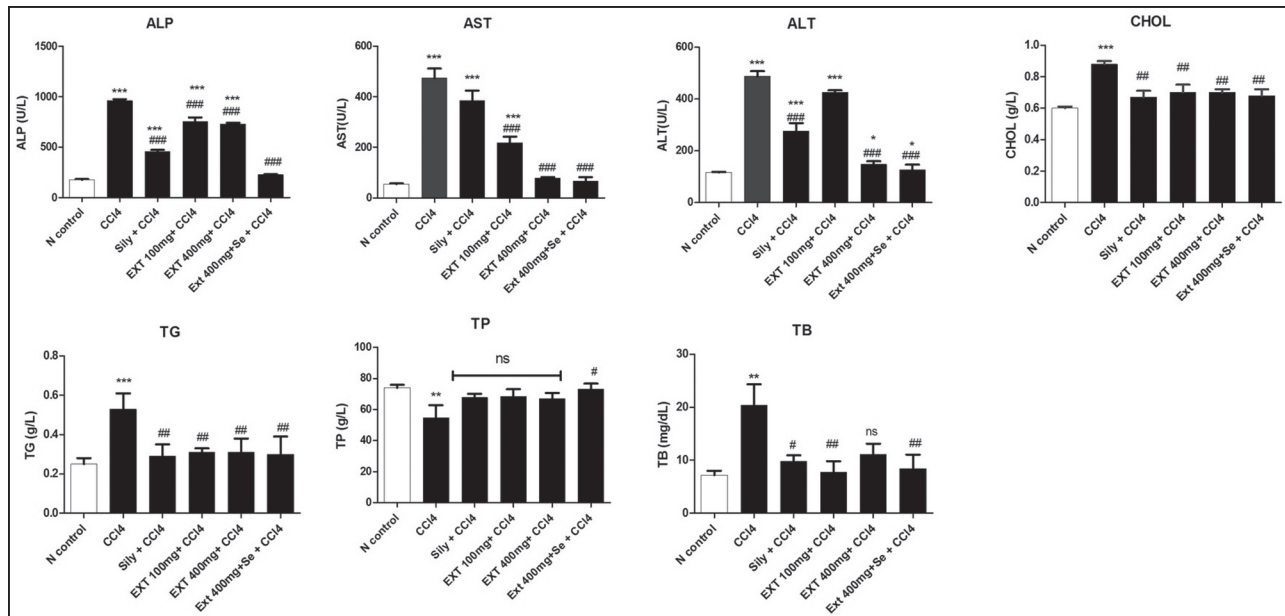 ALP
ALP (U/L)
1500
1000
500
0
***
***
###
***
###
***
###
###
N control
CCl4
Sily + CCl4
EXT 100mg+ CCl4
EXT 400mg+ CCl4
Ext 400mg+Se + CCl4
AST
AST(U/L)
600
400
200
0
***
***
***
###
###
###
N control
CCl4
Sily + CCl4
EXT 100mg+ CCl4
EXT 400mg+ CCl4
Ext 400mg+Se + CCl4
ALT
ALT(U/L)
600
400
200
0
***
***
###
***
*
###
*
###
N control
CCl4
Sily + CCl4
EXT 100mg+ CCl4
EXT 400mg+ CCl4
Ext 400mg+Se + CCl4
CHOL
CHOL (g/L)
1.0
0.8
0.6
0.4
0.2
0.0
***
##
##
##
##
N control
CCl4
Sily + CCl4
EXT 100mg+ CCl4
EXT 400mg+ CCl4
Ext 400mg+Se + CCl4
TG
TG (g/L)
0.8
0.6
0.4
0.2
0.0
***
##
##
##
##
N control
CCl4
Sily + CCl4
EXT 100mg+ CCl4
EXT 400mg+ CCl4
Ext 400mg+Se + CCl4
TP
TP (g/L)
100
80
60
40
20
0
**
ns
#
N control
CCl4
Sily + CCl4
EXT 100mg+ CCl4
EXT 400mg+ CCl4
Ext 400mg+Se + CCl4
TB
TB (mg/dL)
30
20
10
0
**
#
##
ns
##
N control
CCl4
Sily + CCl4
EXT 100mg+ CCl4
EXT 400mg+ CCl4
Ext 400mg+Se + CCl4